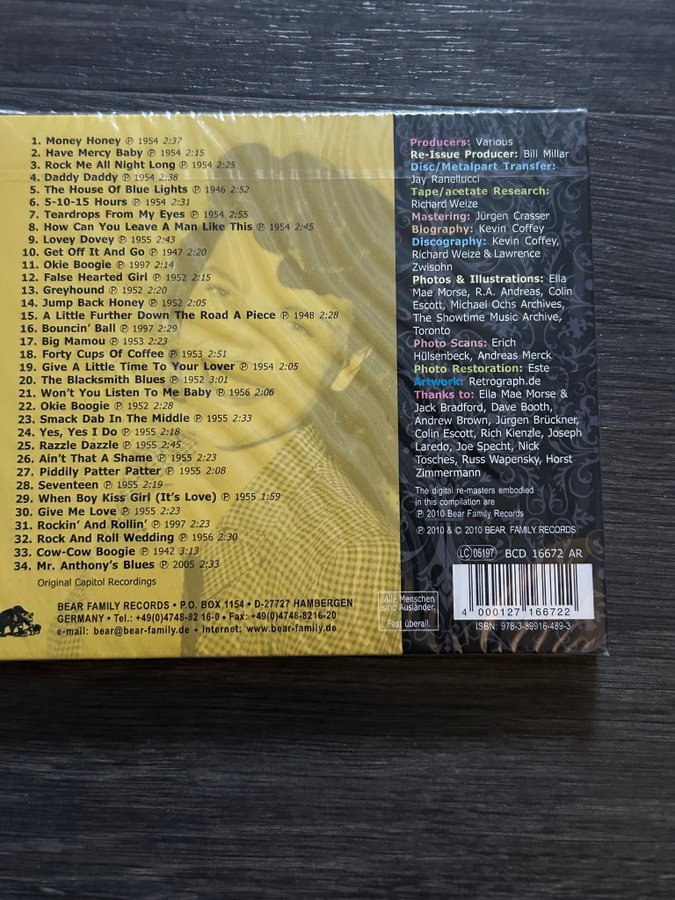 1. Money Honey ℗ 1954 2:37
2. Have Mercy Baby ℗ 1954 2:15
3. Rock Me All Night Long ℗ 1954 2:25
4. Daddy Daddy ℗ 1954 2:38
5. The House Of Blue Lights ℗ 1946 2:52
6. 5-10-15 Hours ℗ 1954 2:31
7. Teardrops From My Eyes ℗ 1954 2:55
8. How Can You Leave A Man Like This ℗ 1954 2:45
9. Lovey Dovey ℗ 1955 2:43
10. Get Off It And Go ℗ 1947 2:20
11. Okie Boogie ℗ 1997 2:14
12. False Hearted Girl ℗ 1952 2:15
13. Greyhound ℗ 1952 2:20
14. Jump Back Honey ℗ 1952 2:05
15. A Little Further Down The Road A Piece ℗ 1948 2:28
16. Bouncin' Ball ℗ 1997 2:29
17. Big Mamou ℗ 1953 2:23
18. Forty Cups Of Coffee ℗ 1953 2:51
19. Give A Little Time To Your Lover ℗ 1954 2:05
20. The Blacksmith Blues ℗ 1952 3:01
21. Won't You Listen To Me Baby ℗ 1956 2:06
22. Okie Boogie ℗ 1952 2:28
23. Smack Dab In The Middle ℗ 1955 2:33
24. Yes, Yes I Do ℗ 1955 2:18
25. Razzle Dazzle ℗ 1955 2:45
26. Ain't That A Shame ℗ 1955 2:23
27. Piddily Patter Patter ℗ 1955 2:08
28. Seventeen ℗ 1955 2:19
29. When Boy Kiss Girl (It's Love) ℗ 1955 1:59
30. Give Me Love ℗ 1955 2:23
31. Rockin' And Rollin' ℗ 1997 2:23
32. Rock And Roll Wedding ℗ 1956 2:30
33. Cow-Cow Boogie ℗ 1942 3:13
34. Mr. Anthony's Blues ℗ 2005 2:33
Original Capitol Recordings
BEAR FAMILY RECORDS • P.O. BOX 1154 • D-27727 HAMBERGEN
GERMANY • Tel.: +49(0)4748-82 16-0 • Fax: +49(0)4748-8216-20
e-mail: bear@bear-family.de • Internet: www.bear-family.de
Producers: Various
Re-Issue Producer: Bill Millar
Disc/Metalpart Transfer:
Jay Ranellucci
Tape/acetate Research:
Richard Weize
Mastering: Jürgen Crasser
Biography: Kevin Coffey
Discography: Kevin Coffey,
Richard Weize & Lawrence
Zwisohn
Photos & Illustrations: Ella
Mae Morse, R.A. Andreas, Colin
Escott, Michael Ochs Archives,
The Showtime Music Archive,
Toronto
Photo Scans: Erich
Hülsenbeck, Andreas Merck
Photo Restoration: Este
Artwork: Retrograph.de
Thanks to: Ella Mae Morse &
Jack Bradford, Dave Booth,
Andrew Brown, Jürgen Brückner,
Colin Escott, Rich Kienzle, Joseph
Laredo, Joe Specht, Nick
Tosches, Russ Wapensky, Horst
Zimmermann
The digital re-masters embodied
in this compilation are
℗ 2010 Bear Family Records
℗ 2010 & © 2010 BEAR FAMILY RECORDS
LC 05197 BCD 16672 AR
Alle Menschen
sind Ausländer.
Fast überall.
4 000127 166722
ISBN: 978-3-89916-489-3